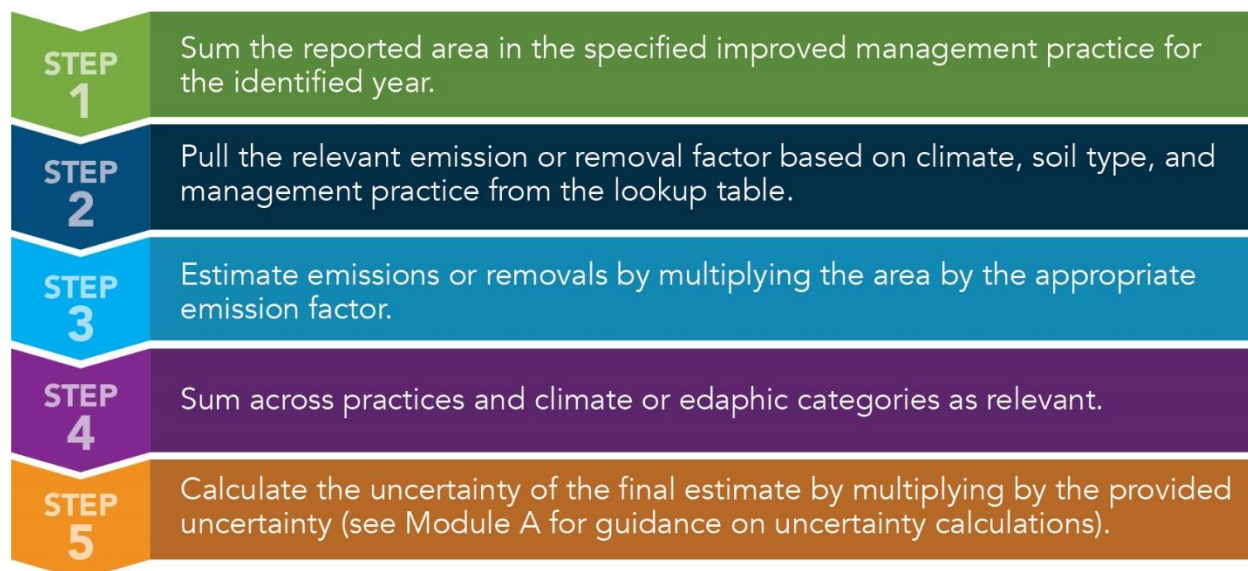 STEP
1
Sum the reported area in the specified improved management practice for
the identified year.
STEP
2
Pull the relevant emission or removal factor based on climate, soil type, and
management practice from the lookup table.
STEP
3
Estimate emissions or removals by multiplying the area by the appropriate
emission factor.
STEP
4
Sum across practices and climate or edaphic categories as relevant.
STEP
5
Calculate the uncertainty of the final estimate by multiplying by the provided
uncertainty (see Module A for guidance on uncertainty calculations).